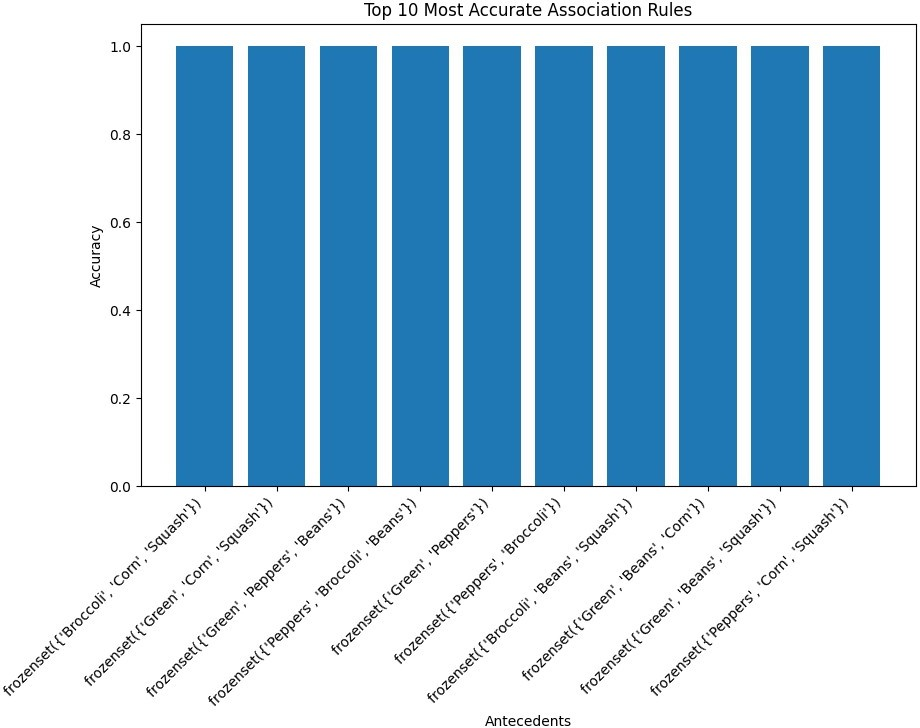 Top 10 Most Accurate Association Rules
1.0
0.8
0.6
0.4
0.2
0.0
Accuracy
frozenset({'Broccoli', 'Corn', 'Squash'})
frozenset({'Green', 'Corn', 'Squash'})
frozenset({'Green', 'Peppers', 'Beans'})
frozenset({'Peppers', 'Broccoli', 'Beans'})
frozenset({'Green', 'Peppers'})
frozenset({'Peppers', 'Broccoli'})
frozenset({'Broccoli', 'Beans', 'Squash'})
frozenset({'Green', 'Beans', 'Corn'})
frozenset({'Green', 'Beans', 'Squash'})
frozenset({'Peppers', 'Corn', 'Squash'})
Antecedents